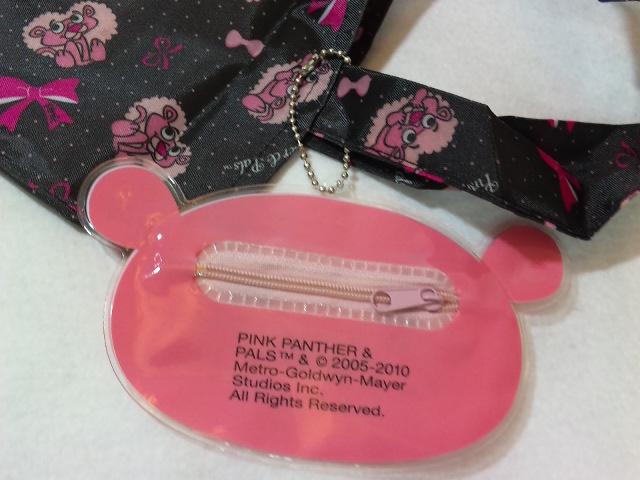 PINK PANTHER &
PALS™ & © 2005-2010
Metro-Goldwyn-Mayer
Studios Inc.
All Rights Reserved.